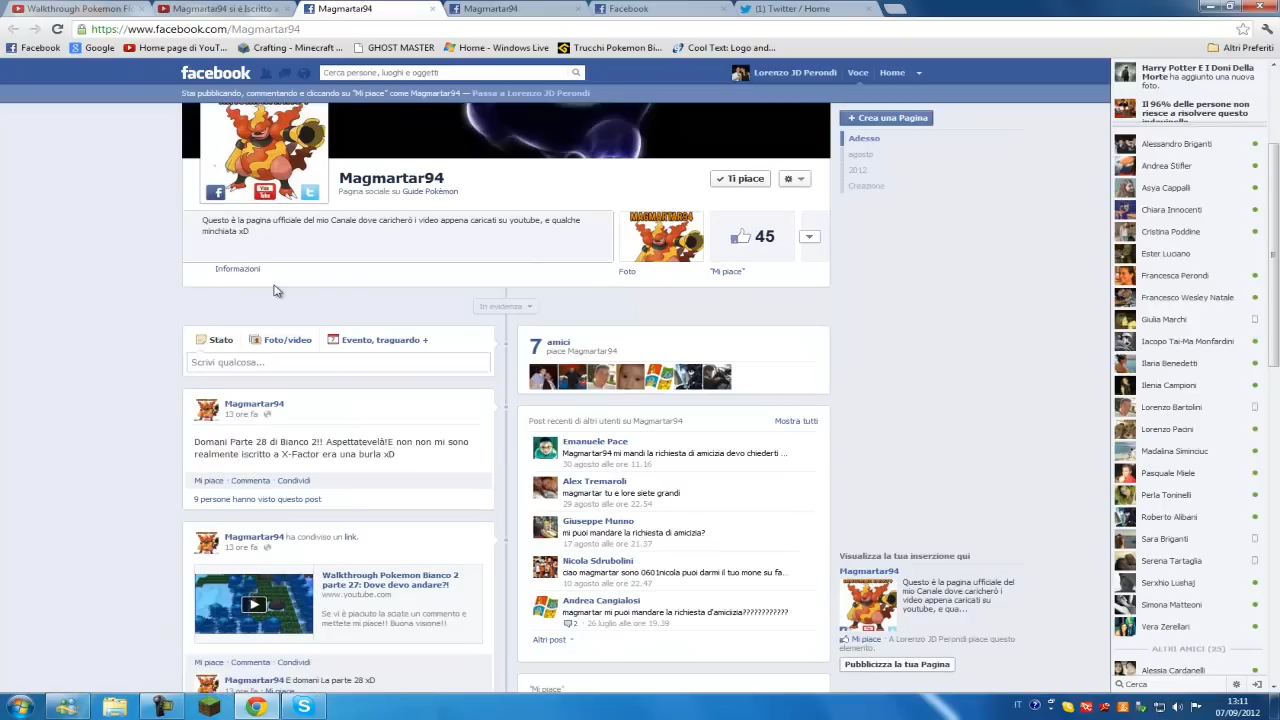 Walkthrough Pokemon Fl
Magmartar94 si è iscritto a
Magmartar94
Magmartar94
Facebook
(1) Twitter / Home
https://www.facebook.com/Magmartar94
Facebook
Google
Home page di YouT...
Crafting - Minecraft ...
GHOST MASTER
Home - Windows Live
Trucchi Pokemon Bi...
Cool Text: Logo and...
Altri Preferiti
facebook
Cerca persone, luoghi e oggetti
Lorenzo JD Perondi
Voce
Home
Stai pubblicando, commentando e cliccando su "Mi piace" come Magmartar94 — Passa a Lorenzo JD Perondi
Magmartar94
Pagina sociale su Guide Pokémon
Ti piace
Questo è la pagina ufficiale del mio Canale dove caricherò i video appena caricati su youtube, e qualche
minchiata xD
Informazioni
MAGMARTAR94
Foto
45
"Mi piace"
In evidenza
Stato
Foto/video
Evento, traguardo +
Scrivi qualcosa...
Magmartar94
13 ore fa
Domani Parte 28 di Bianco 2!! Aspettatevelà!E non non mi sono
realmente iscritto a X-Factor era una burla xD
Mi piace · Commenta · Condividi
9 persone hanno visto questo post
Magmartar94 ha condiviso un link.
13 ore fa
Walkthrough Pokemon Bianco 2
parte 27: Dove devo andare?!
www.youtube.com
Se vi è piaciuto la sciate un commento e
mettete mi piace!! Buona visione!!
Mi piace · Commenta · Condividi
Magmartar94 E domani La parte 28 xD
13 ore fa · Mi piace
7 amici
piace Magmartar94
Post recenti di altri utenti su Magmartar94
Mostra tutti
Emanuele Pace
Magmartar94 mi mandi la richiesta di amicizia devo chiederti ...
30 agosto alle ore 11.16
Alex Tremaroli
magmartar tu e lore siete grandi
29 agosto alle ore 22.54
Giuseppe Munno
mi puoi mandare la richiesta di amicizia?
17 agosto alle ore 21.37
Nicola Sdrubolini
ciao magmartar sono 0601nicola puoi darmi il tuo mone su fa...
10 agosto alle ore 22.47
Andrea Cangialosi
magmartar mi puoi mandare la richiesta d'amicizia????????????
2 · 26 luglio alle ore 19.39
Altri post
"Mi piace"
+ Crea una Pagina
Adesso
agosto
2012
Creazione
Visualizza la tua inserzione qui
Magmartar94
Questo è la pagina ufficiale del
mio Canale dove caricherò i
video appena caricati su
youtube, e qua...
Mi piace · A Lorenzo JD Perondi piace questo
elemento.
Pubblicizza la tua Pagina
Harry Potter E I Doni Della
Morte ha aggiunto una nuova
foto.
Il 96% delle persone non
riesce a risolvere questo
indovinello
Alessandro Briganti
Andrea Stifler
Asya Cappalli
Chiara Innocenti
Cristina Poddine
Ester Luciano
Francesca Perondi
Francesco Wesley Natale
Giulia Marchi
Iacopo Tai-Ma Monfardini
Ilaria Benedetti
Ilenia Campioni
Lorenzo Bartolini
Lorenzo Pacini
Madalina Siminciuc
Pasquale Miele
Perla Toninelli
Roberto Alibani
Sara Briganti
Serena Tartaglia
Serxhio Lushaj
Simona Matteoni
Vera Zerellari
ALTRI AMICI (25)
Alessia Cardanelli
Cerca
IT
13:11
07/09/2012